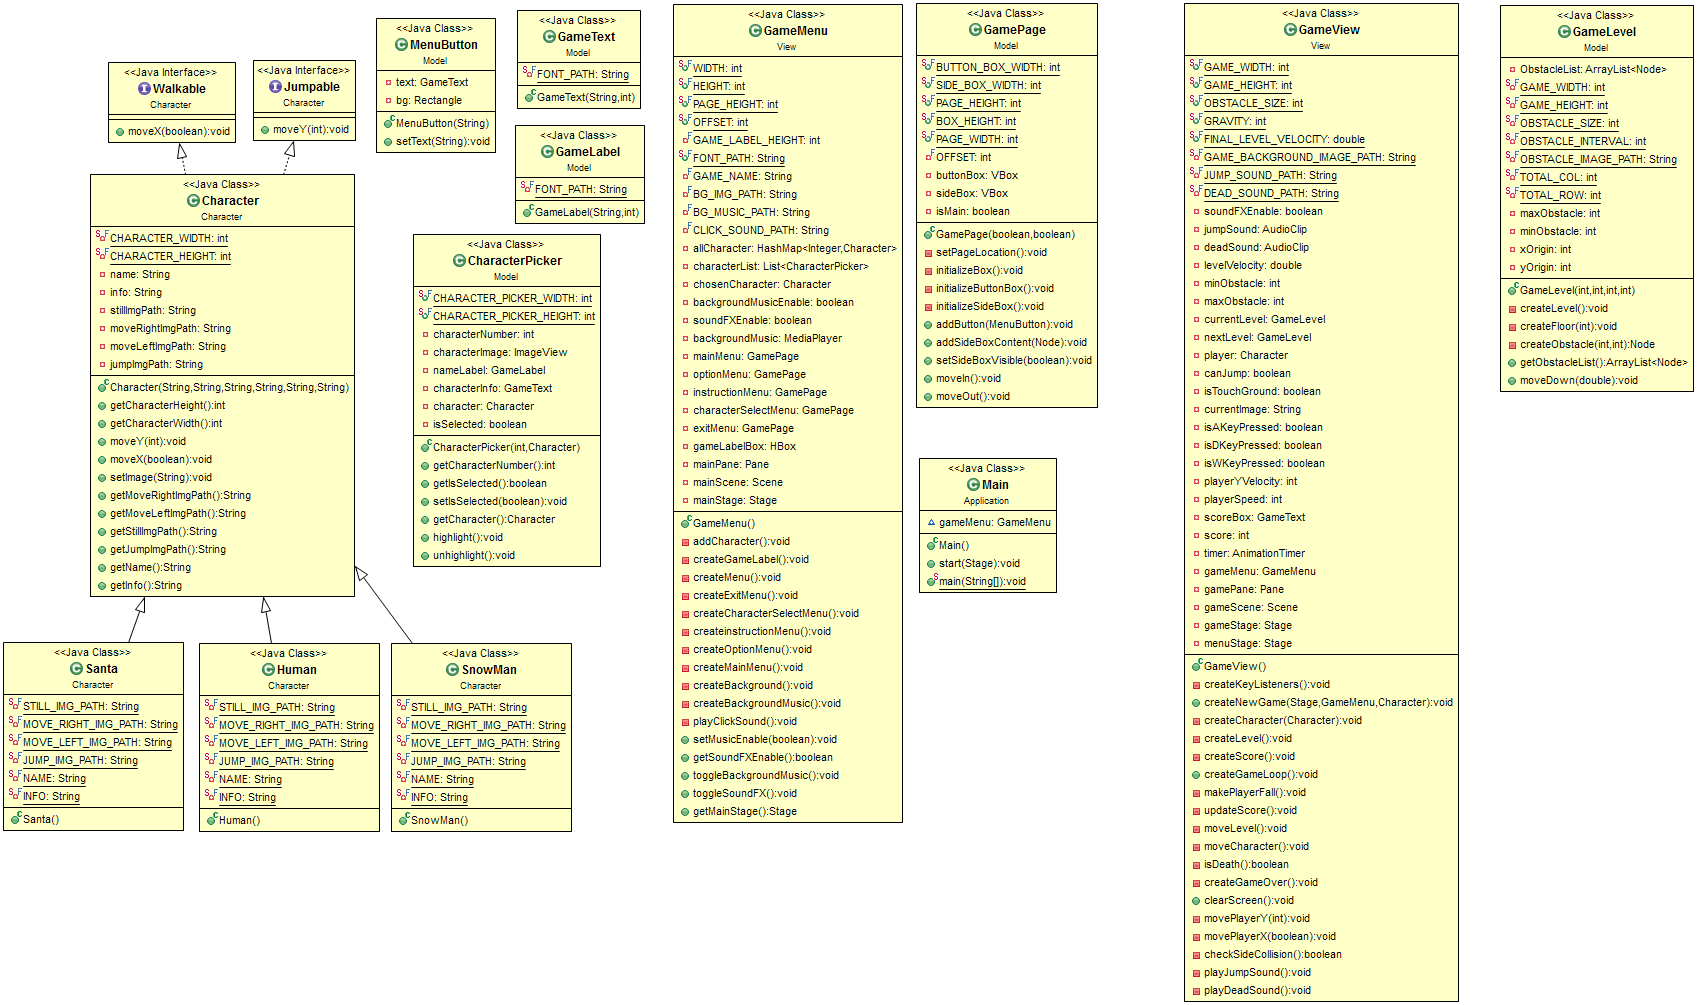 <<Java Interface>>
Walkable
Character
moveX(boolean):void
<<Java Interface>>
Jumpable
Character
moveY(int):void
<<Java Class>>
Character
Character
CHARACTER_WIDTH: int
CHARACTER_HEIGHT: int
name: String
info: String
stillImgPath: String
moveRightImgPath: String
moveLeftImgPath: String
jumpImgPath: String
Character(String,String,String,String,String,String)
getCharacterHeight():int
getCharacterWidth():int
moveY(int):void
moveX(boolean):void
setImage(String):void
getMoveRightImgPath():String
getMoveLeftImgPath():String
getStillImgPath():String
getJumpImgPath():String
getName():String
getInfo():String
<<Java Class>>
Santa
Character
STILL_IMG_PATH: String
MOVE_RIGHT_IMG_PATH: String
MOVE_LEFT_IMG_PATH: String
JUMP_IMG_PATH: String
NAME: String
INFO: String
Santa()
<<Java Class>>
Human
Character
STILL_IMG_PATH: String
MOVE_RIGHT_IMG_PATH: String
MOVE_LEFT_IMG_PATH: String
JUMP_IMG_PATH: String
NAME: String
INFO: String
Human()
<<Java Class>>
SnowMan
Character
STILL_IMG_PATH: String
MOVE_RIGHT_IMG_PATH: String
MOVE_LEFT_IMG_PATH: String
JUMP_IMG_PATH: String
NAME: String
INFO: String
SnowMan()
<<Java Class>>
MenuButton
Model
text: GameText
bg: Rectangle
MenuButton(String)
setText(String):void
<<Java Class>>
GameText
Model
FONT_PATH: String
GameText(String,int)
<<Java Class>>
GameLabel
Model
FONT_PATH: String
GameLabel(String,int)
<<Java Class>>
CharacterPicker
Model
CHARACTER_PICKER_WIDTH: int
CHARACTER_PICKER_HEIGHT: int
characterNumber: int
characterImage: ImageView
nameLabel: GameLabel
characterInfo: GameText
character: Character
isSelected: boolean
CharacterPicker(int,Character)
getCharacterNumber():int
getIsSelected():boolean
setIsSelected(boolean):void
getCharacter():Character
highlight():void
unhighlight():void
<<Java Class>>
GameMenu
View
WIDTH: int
HEIGHT: int
PAGE_HEIGHT: int
OFFSET: int
GAME_LABEL_HEIGHT: int
FONT_PATH: String
GAME_NAME: String
BG_IMG_PATH: String
BG_MUSIC_PATH: String
CLICK_SOUND_PATH: String
allCharacter: HashMap<Integer,Character>
characterList: List<CharacterPicker>
chosenCharacter: Character
backgroundMusicEnable: boolean
soundFXEnable: boolean
backgroundMusic: MediaPlayer
mainMenu: GamePage
optionMenu: GamePage
instructionMenu: GamePage
characterSelectMenu: GamePage
exitMenu: GamePage
gameLabelBox: HBox
mainPane: Pane
mainScene: Scene
mainStage: Stage
GameMenu()
addCharacter():void
createGameLabel():void
createMenu():void
createExitMenu():void
createCharacterSelectMenu():void
createinstructionMenu():void
createOptionMenu():void
createMainMenu():void
createBackground():void
createBackgroundMusic():void
playClickSound():void
setMusicEnable(boolean):void
getSoundFXEnable():boolean
toggleBackgroundMusic():void
toggleSoundFX():void
getMainStage():Stage
<<Java Class>>
GamePage
Model
BUTTON_BOX_WIDTH: int
SIDE_BOX_WIDTH: int
PAGE_HEIGHT: int
BOX_HEIGHT: int
PAGE_WIDTH: int
OFFSET: int
buttonBox: VBox
sideBox: VBox
isMain: boolean
GamePage(boolean,boolean)
setPageLocation():void
initializeBox():void
initializeButtonBox():void
initializeSideBox():void
addButton(MenuButton):void
addSideBoxContent(Node):void
setSideBoxVisible(boolean):void
moveIn():void
moveOut():void
<<Java Class>>
Main
Application
gameMenu: GameMenu
Main()
start(Stage):void
main(String[]):void
<<Java Class>>
GameView
View
GAME_WIDTH: int
GAME_HEIGHT: int
OBSTACLE_SIZE: int
GRAVITY: int
FINAL_LEVEL_VELOCITY: double
GAME_BACKGROUND_IMAGE_PATH: String
JUMP_SOUND_PATH: String
DEAD_SOUND_PATH: String
soundFXEnable: boolean
jumpSound: AudioClip
deadSound: AudioClip
levelVelocity: double
minObstacle: int
maxObstacle: int
currentLevel: GameLevel
nextLevel: GameLevel
player: Character
canJump: boolean
isTouchGround: boolean
currentImage: String
isAKeyPressed: boolean
isDKeyPressed: boolean
isWKeyPressed: boolean
playerYVelocity: int
playerSpeed: int
scoreBox: GameText
score: int
timer: AnimationTimer
gameMenu: GameMenu
gamePane: Pane
gameScene: Scene
gameStage: Stage
menuStage: Stage
GameView()
createKeyListeners():void
createNewGame(Stage,GameMenu,Character):void
createCharacter(Character):void
createLevel():void
createScore():void
createGameLoop():void
makePlayerFall():void
updateScore():void
moveLevel():void
moveCharacter():void
isDeath():boolean
createGameOver():void
clearScreen():void
movePlayerY(int):void
movePlayerX(boolean):void
checkSideCollision():boolean
playJumpSound():void
playDeadSound():void
<<Java Class>>
GameLevel
Model
ObstacleList: ArrayList<Node>
GAME_WIDTH: int
GAME_HEIGHT: int
OBSTACLE_SIZE: int
OBSTACLE_INTERVAL: int
OBSTACLE_IMAGE_PATH: String
TOTAL_COL: int
TOTAL_ROW: int
maxObstacle: int
minObstacle: int
xOrigin: int
yOrigin: int
GameLevel(int,int,int,int)
createLevel():void
createFloor(int):void
createObstacle(int,int):Node
getObstacleList():ArrayList<Node>
moveDown(double):void